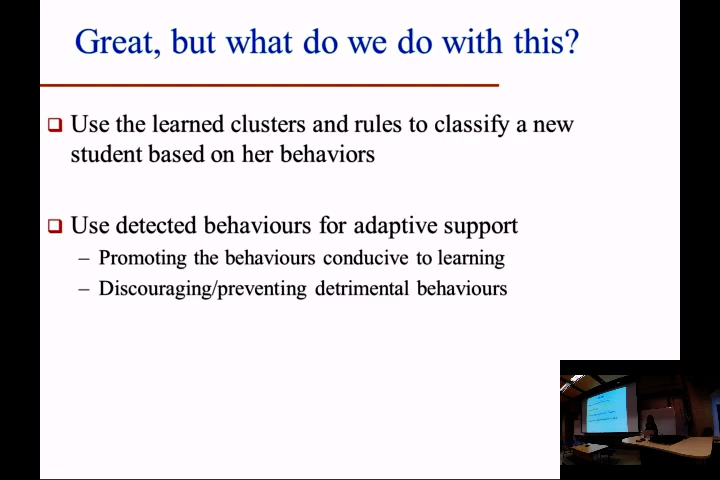 Great, but what do we do with this?
❑ Use the learned clusters and rules to classify a new
student based on her behaviors
❑ Use detected behaviours for adaptive support
– Promoting the behaviours conducive to learning
– Discouraging/preventing detrimental behaviours